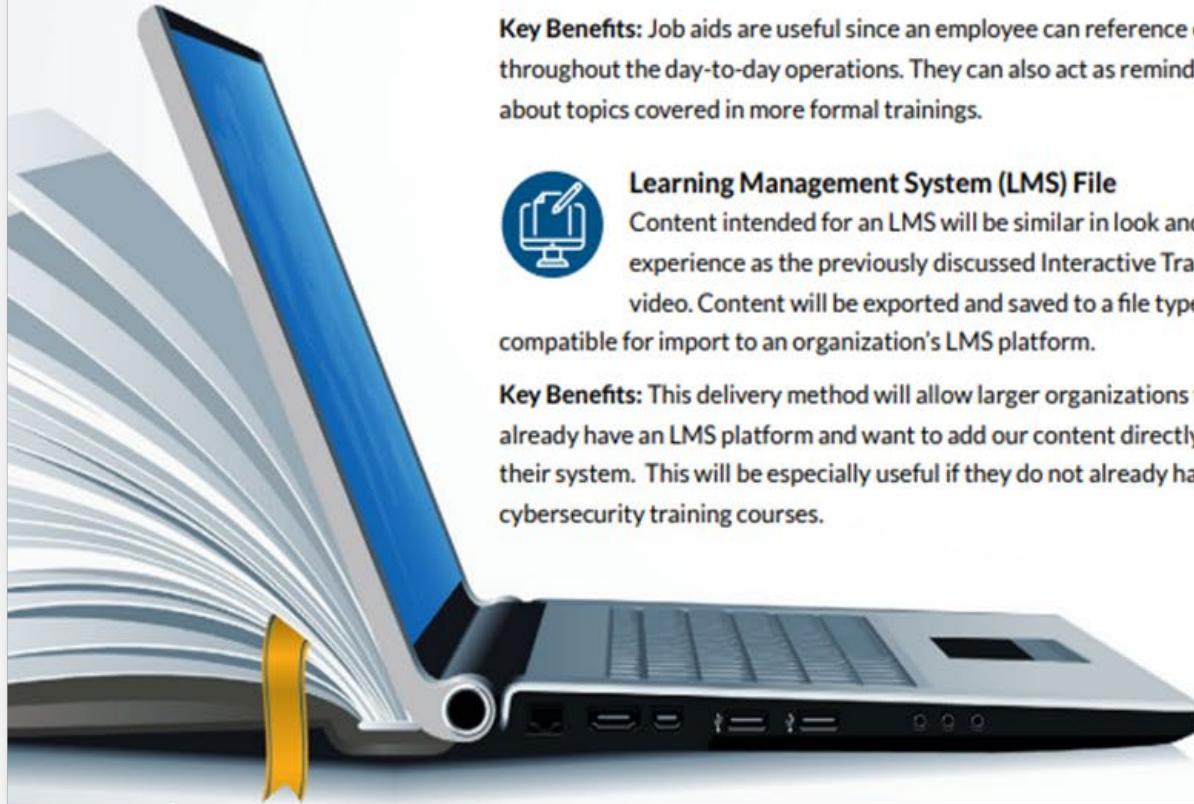 Key Benefits: Job aids are useful since an employee can reference
throughout the day-to-day operations. They can also act as remind
about topics covered in more formal trainings.
Learning Management System (LMS) File
Content intended for an LMS will be similar in look and
experience as the previously discussed Interactive Tra
video. Content will be exported and saved to a file type
compatible for import to an organization's LMS platform.
Key Benefits: This delivery method will allow larger organizations
already have an LMS platform and want to add our content directly
their system. This will be especially useful if they do not already ha
cybersecurity training courses.